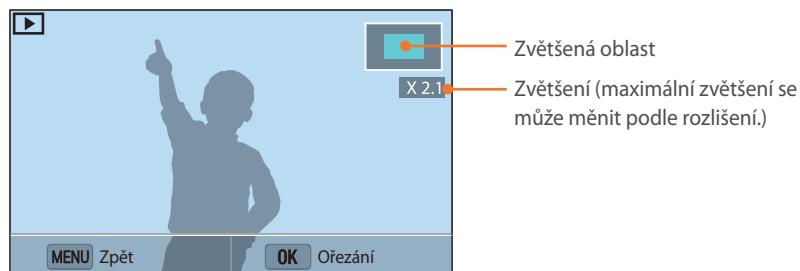 Zvětšená oblast
X 2.1
Zvětšení (maximální zvětšení se
může měnit podle rozlišení.)
MENU Zpět
OK Ořezání